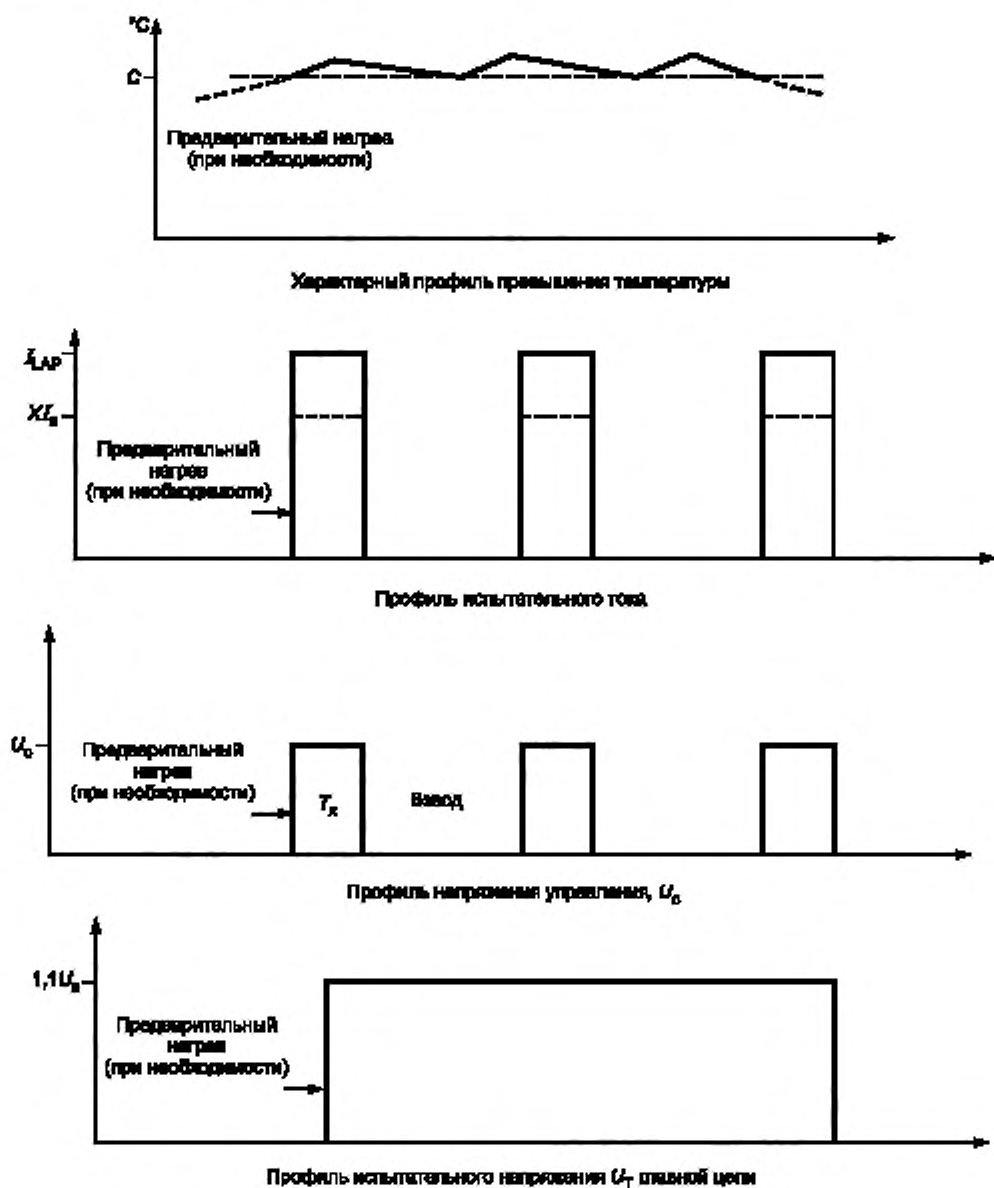 °C
C
Предварительный нагрев
(при необходимости)
Характерный профиль превышения температуры
I_LAP
XI_e
Предварительный
нагрев
(при необходимости)
Профиль испытательного тока
U_c
Предварительный
нагрев
(при необходимости)
T_x
Взвод
Профиль напряжения управления, U_c
1,1U_e
Предварительный
нагрев
(при необходимости)
Профиль испытательного напряжения U_T главной цепи